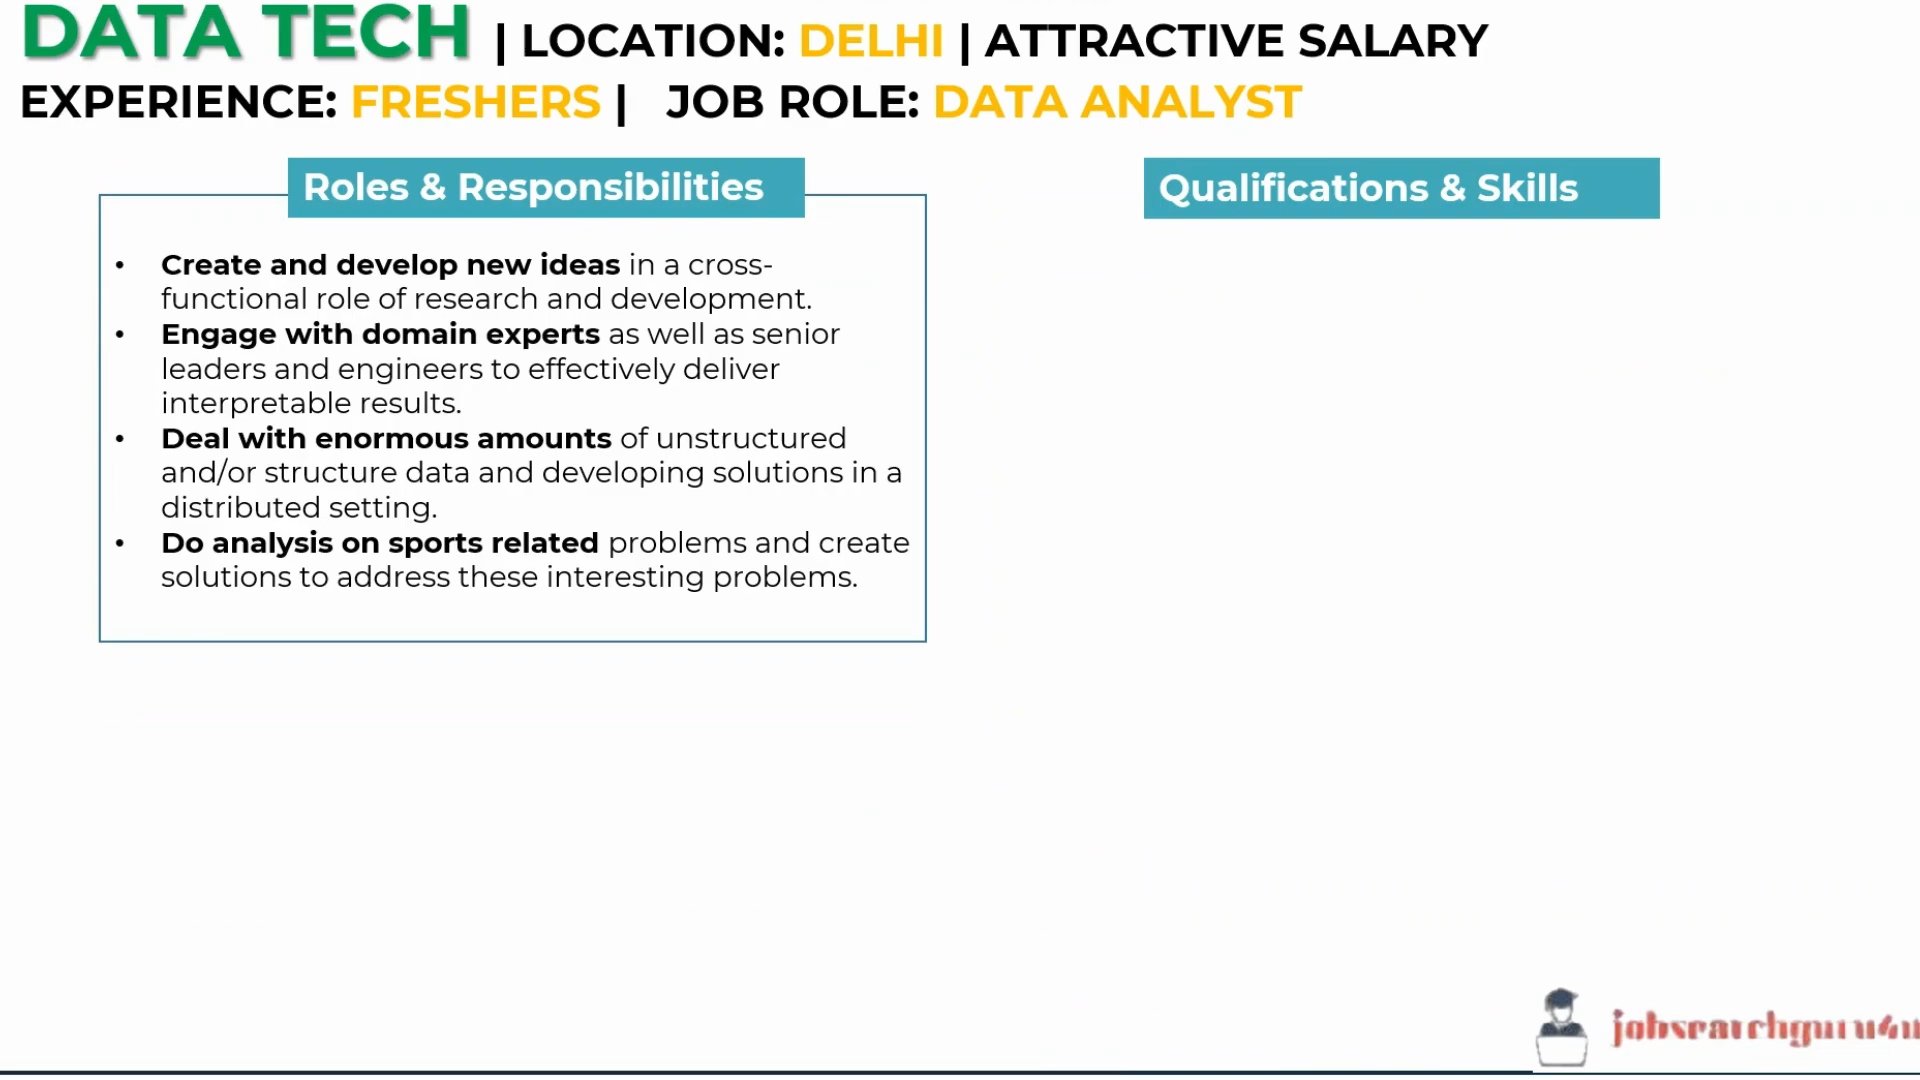 DATA TECH | LOCATION: DELHI | ATTRACTIVE SALARY
EXPERIENCE: FRESHERS | JOB ROLE: DATA ANALYST
Roles & Responsibilities
• Create and develop new ideas in a cross-
functional role of research and development.
• Engage with domain experts as well as senior
leaders and engineers to effectively deliver
interpretable results.
• Deal with enormous amounts of unstructured
and/or structure data and developing solutions in a
distributed setting.
• Do analysis on sports related problems and create
solutions to address these interesting problems.
Qualifications & Skills